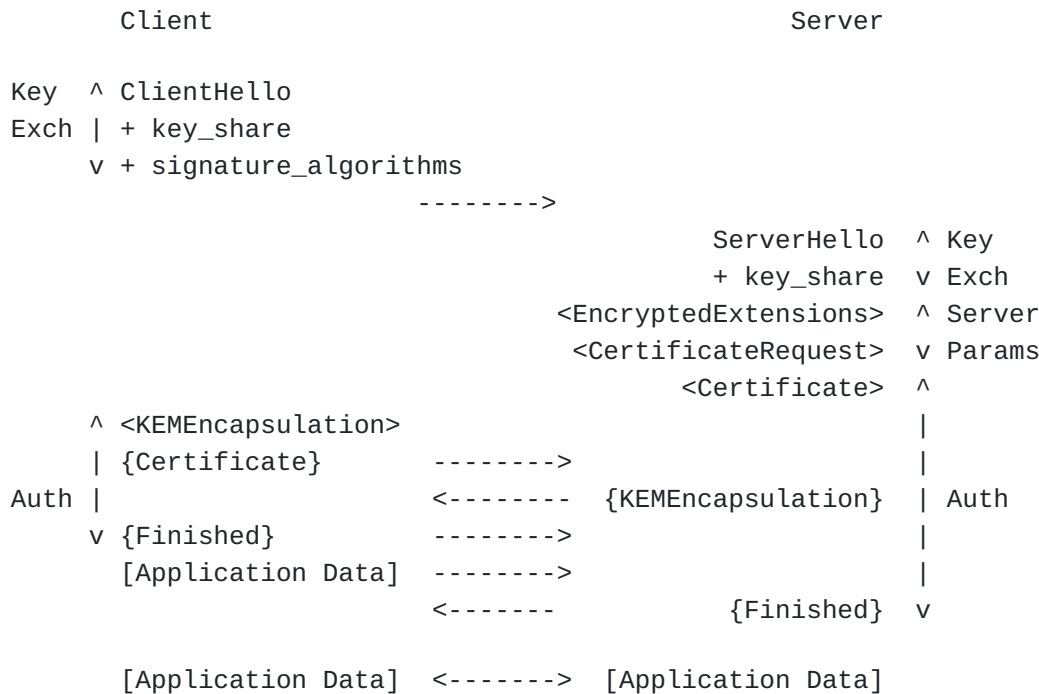 Client                                     Server

Key  ^ ClientHello
Exch | + key_share
     v + signature_algorithms
                          -------->
                                             ServerHello  ^ Key
                                             + key_share  v Exch
                                   <EncryptedExtensions>  ^ Server
                                    <CertificateRequest>  v Params
                                           <Certificate>  ^
     ^ <KEMEncapsulation>                                 |
     | {Certificate}       -------->                      |
Auth |                     <--------  {KEMEncapsulation}  | Auth
     v {Finished}          -------->                      |
       [Application Data]  -------->                      |
                           <-------           {Finished}  v

       [Application Data]  <------->  [Application Data]